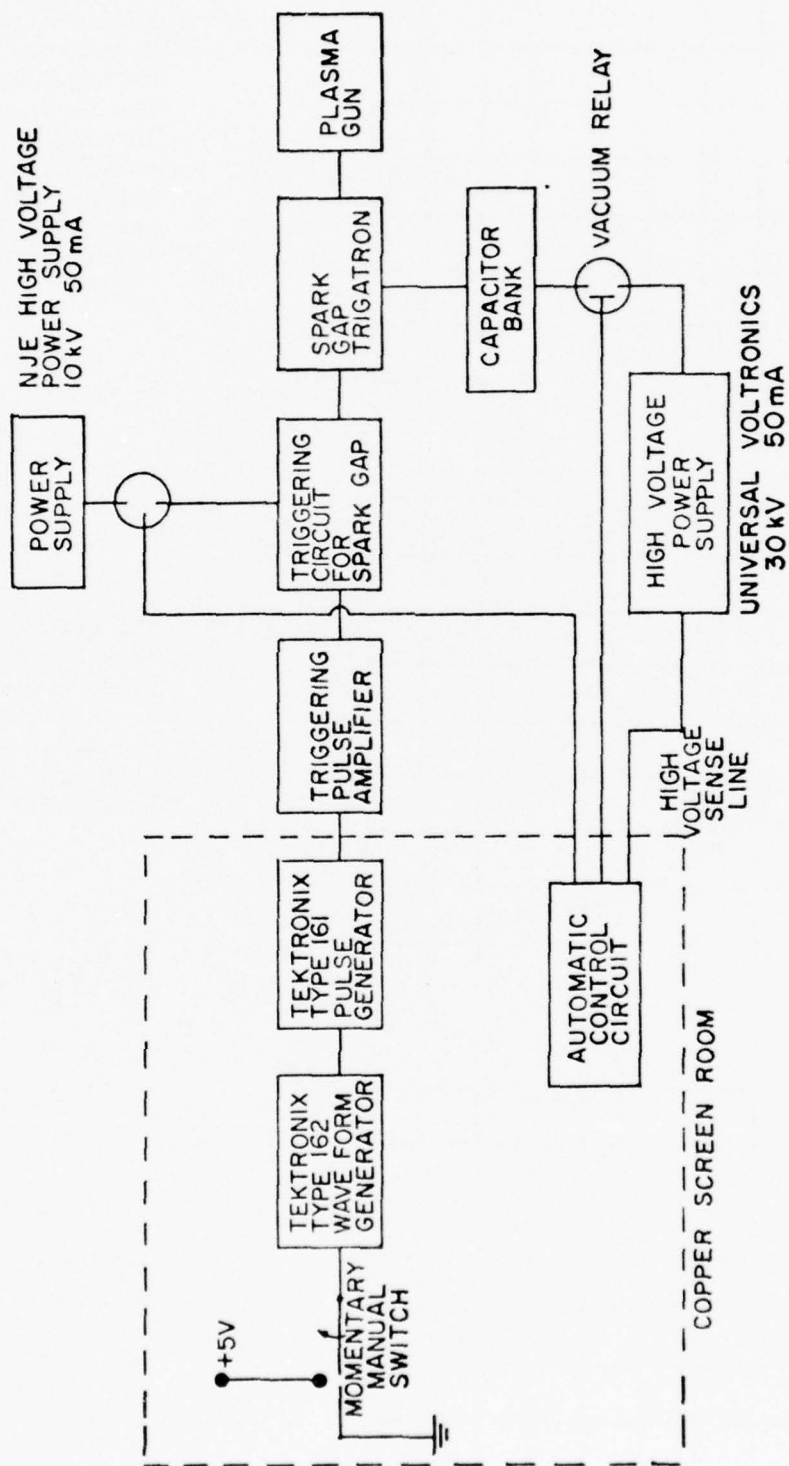 NJE HIGH VOLTAGE
POWER SUPPLY
10 kV 50 mA
POWER
SUPPLY
PLASMA
GUN
SPARK
GAP
TRIGATRON
TRIGGERING
CIRCUIT
FOR
SPARK GAP
TRIGGERING
PULSE
AMPLIFIER
TEKTRONIX
TYPE 161
PULSE
GENERATOR
TEKTRONIX
TYPE 162
WAVE FORM
GENERATOR
+5V
MOMENTARY
MANUAL
SWITCH
CAPACITOR
BANK
VACUUM RELAY
HIGH VOLTAGE
POWER
SUPPLY
UNIVERSAL VOLTRONICS
30 kV 50 mA
HIGH
VOLTAGE
SENSE
LINE
AUTOMATIC
CONTROL
CIRCUIT
COPPER SCREEN ROOM